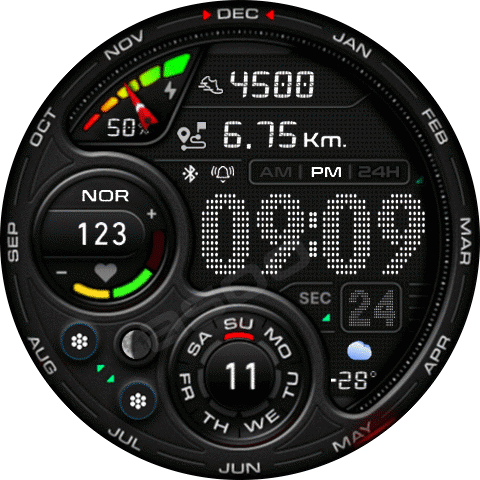 DEC
JAN
FEB
MAR
APR
MAY
JUN
JUL
AUG
SEP
OCT
NOV
50%
4500
6.75 Km.
AM | PM | 24H
09:09
NOR
123
+
−
SEC 24
-28°
SU
MO
TU
WE
TH
FR
SA
11